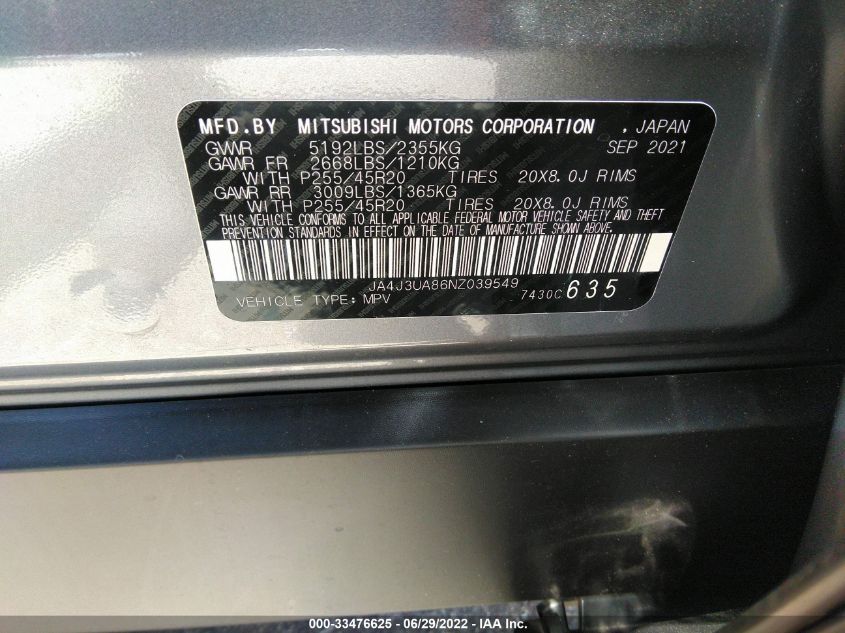 MFD.BY MITSUBISHI MOTORS CORPORATION , JAPAN
GVWR 5192LBS/2355KG SEP 2021
GAWR FR 2668LBS/1210KG
WITH P255/45R20 TIRES 20X8.0J RIMS
GAWR RR 3009LBS/1365KG
WITH P255/45R20 TIRES 20X8.0J RIMS
THIS VEHICLE CONFORMS TO ALL APPLICABLE FEDERAL MOTOR VEHICLE SAFETY AND THEFT
PREVENTION STANDARDS IN EFFECT ON THE DATE OF MANUFACTURE SHOWN ABOVE.
JA4J3UA86NZ039549
VEHICLE TYPE: MPV 7430C 635
000-33476625 - 06/29/2022 - IAA Inc.